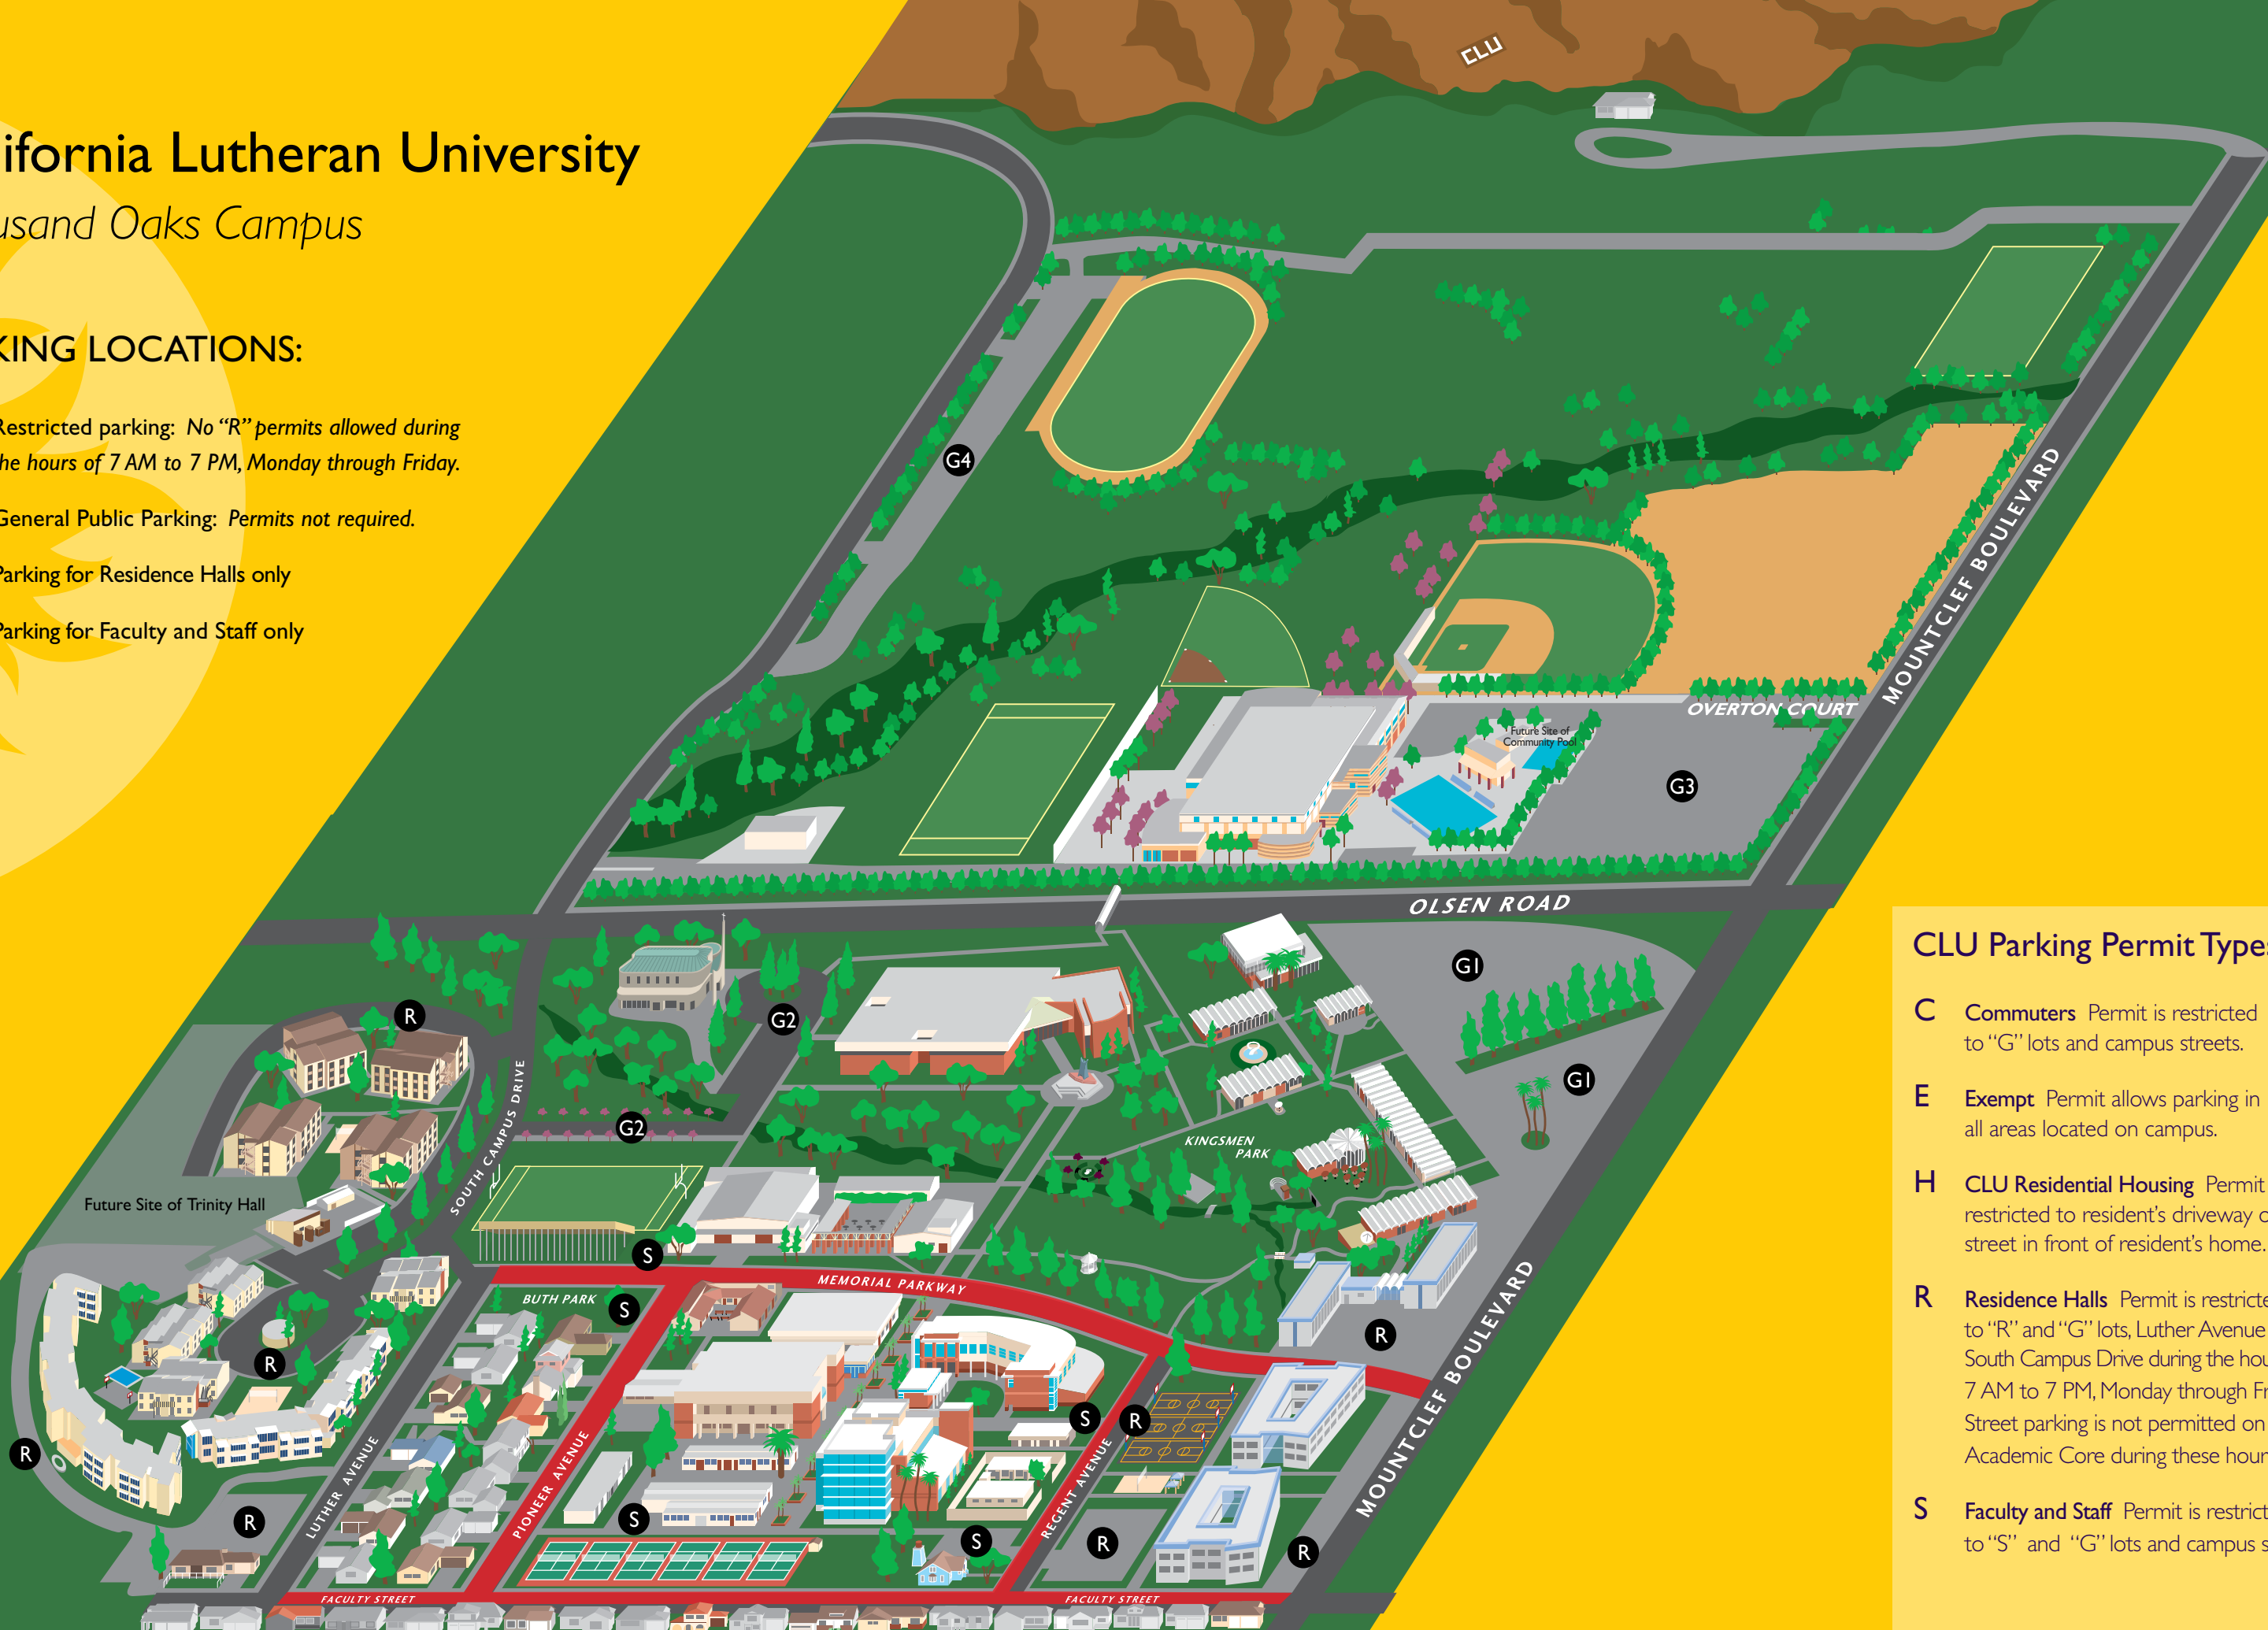 CLU
ifornia Lutheran University
usand Oaks Campus
KING LOCATIONS:
Restricted parking: No “R” permits allowed during
he hours of 7 AM to 7 PM, Monday through Friday.
General Public Parking: Permits not required.
Parking for Residence Halls only
Parking for Faculty and Staff only
G4
MOUNTCLEF BOULEVARD
OVERTON COURT
Future Site of
Community Pool
G3
OLSEN ROAD
G1
G2
R
G1
G2
SOUTH CAMPUS DRIVE
KINGSMEN
PARK
Future Site of Trinity Hall
S
MEMORIAL PARKWAY
BUTH PARK
S
R
R
MOUNTCLEF BOULEVARD
S
R
R
R
LUTHER AVENUE
PIONEER AVENUE
S
S
REGENT AVENUE
R
R
FACULTY STREET
FACULTY STREET
CLU Parking Permit Type
C Commuters Permit is restricted
to “G” lots and campus streets.
E Exempt Permit allows parking in
all areas located on campus.
H CLU Residential Housing Permit
restricted to resident’s driveway o
street in front of resident’s home.
R Residence Halls Permit is restricte
to “R” and “G” lots, Luther Avenue
South Campus Drive during the hou
7 AM to 7 PM, Monday through Fr
Street parking is not permitted on
Academic Core during these hour
S Faculty and Staff Permit is restrict
to “S” and “G” lots and campus s